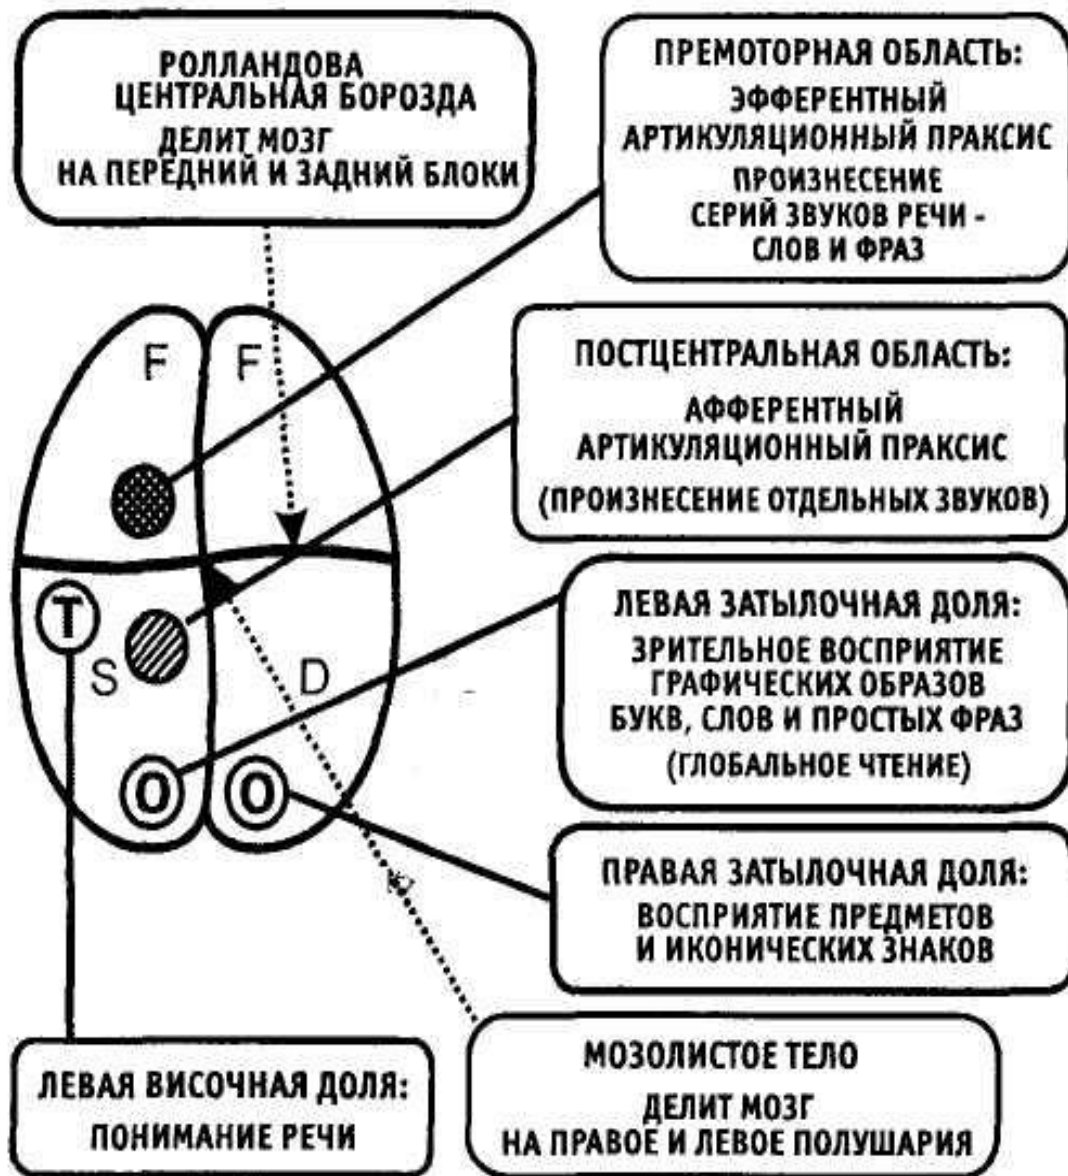 РОЛЛАНДОВА
ЦЕНТРАЛЬНАЯ БОРОЗДА
ДЕЛИТ МОЗГ
НА ПЕРЕДНИЙ И ЗАДНИЙ БЛОКИ
ПРЕМОТОРНАЯ ОБЛАСТЬ:
ЭФФЕРЕНТНЫЙ
АРТИКУЛЯЦИОННЫЙ ПРАКСИС
ПРОИЗНЕСЕНИЕ
СЕРИЙ ЗВУКОВ РЕЧИ -
СЛОВ И ФРАЗ
F F
ПОСТЦЕНТРАЛЬНАЯ ОБЛАСТЬ:
АФФЕРЕНТНЫЙ
АРТИКУЛЯЦИОННЫЙ ПРАКСИС
(ПРОИЗНЕСЕНИЕ ОТДЕЛЬНЫХ ЗВУКОВ)
T
S D
O O
ЛЕВАЯ ЗАТЫЛОЧНАЯ ДОЛЯ:
ЗРИТЕЛЬНОЕ ВОСПРИЯТИЕ
ГРАФИЧЕСКИХ ОБРАЗОВ
БУКВ, СЛОВ И ПРОСТЫХ ФРАЗ
(ГЛОБАЛЬНОЕ ЧТЕНИЕ)
ПРАВАЯ ЗАТЫЛОЧНАЯ ДОЛЯ:
ВОСПРИЯТИЕ ПРЕДМЕТОВ
И ИКОНИЧЕСКИХ ЗНАКОВ
ЛЕВАЯ ВИСОЧНАЯ ДОЛЯ:
ПОНИМАНИЕ РЕЧИ
МОЗОЛИСТОЕ ТЕЛО
ДЕЛИТ МОЗГ
НА ПРАВОЕ И ЛЕВОЕ ПОЛУШАРИЯ